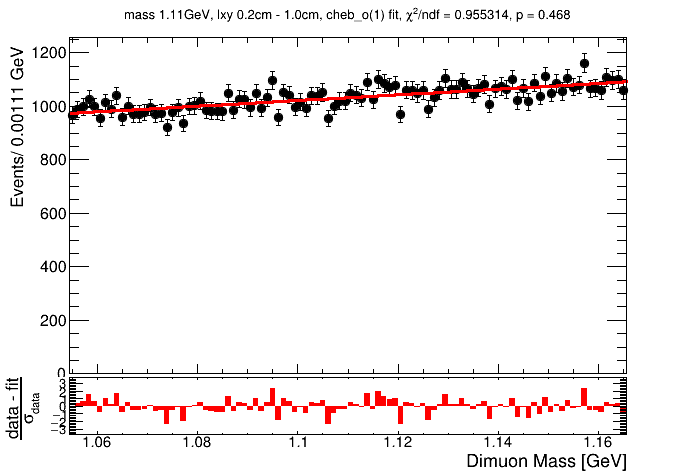 mass 1.11GeV, lxy 0.2cm - 1.0cm, cheb_o(1) fit, χ²/ndf = 0.955314, p = 0.468
Events/ 0.00111 GeV
1200
1000
800
600
400
200
0
data - fit
σdata
3
2
1
0
−1
−2
−3
1.06 1.08 1.1 1.12 1.14 1.16
Dimuon Mass [GeV]